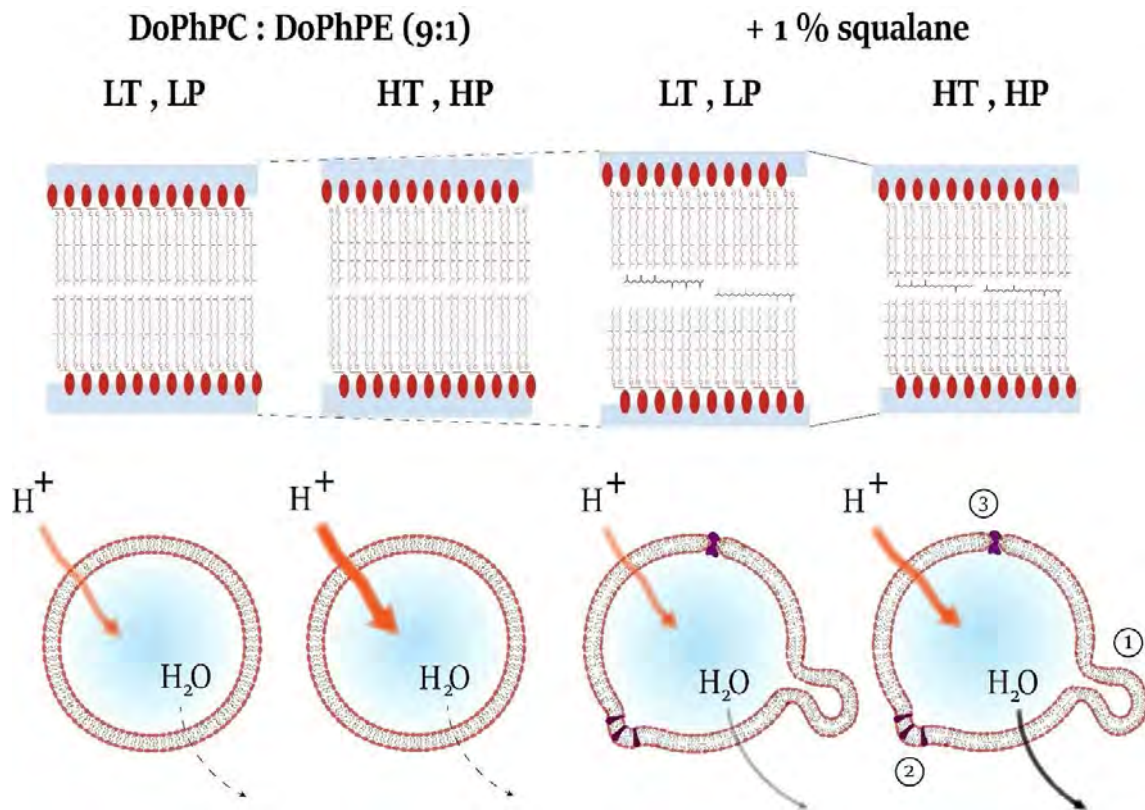 DoPhPC : DoPhPE (9:1)
+ 1 % squalane
LT , LP
HT , HP
LT , LP
HT , HP
H+
H+
H+
H+
③
①
H₂O
H₂O
H₂O
H₂O
②